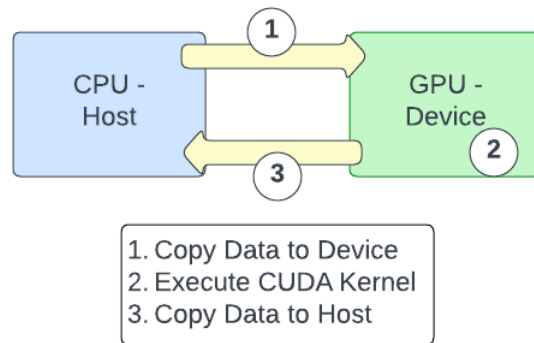 1
CPU -
Host
GPU -
Device
2
3
1. Copy Data to Device
2. Execute CUDA Kernel
3. Copy Data to Host